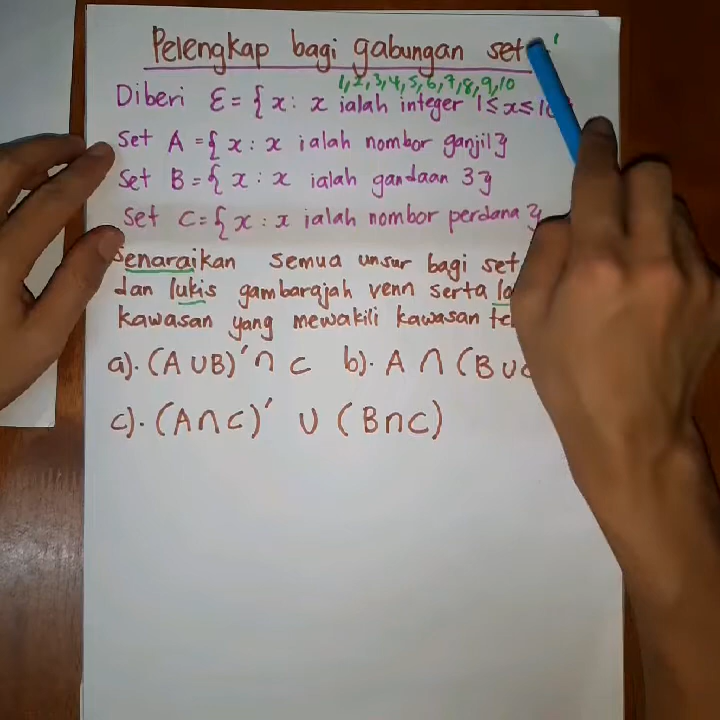 Pelengkap bagi gabungan set
1,2,3,4,5,6,7,8,9,10
Diberi ξ = { x : x ialah integer 1 ≤ x ≤ 10
Set A = { x : x ialah nombor ganjil }
Set B = { x : x ialah gandaan 3 }
Set C = { x : x ialah nombor perdana }
Senaraikan semua unsur bagi set
dan lukis gambarajah venn serta
kawasan yang mewakili kawasan
a). (A ∪ B)′ ∩ C b). A ∩ (B ∪
c). (A ∩ C)′ ∪ (B ∩ C)